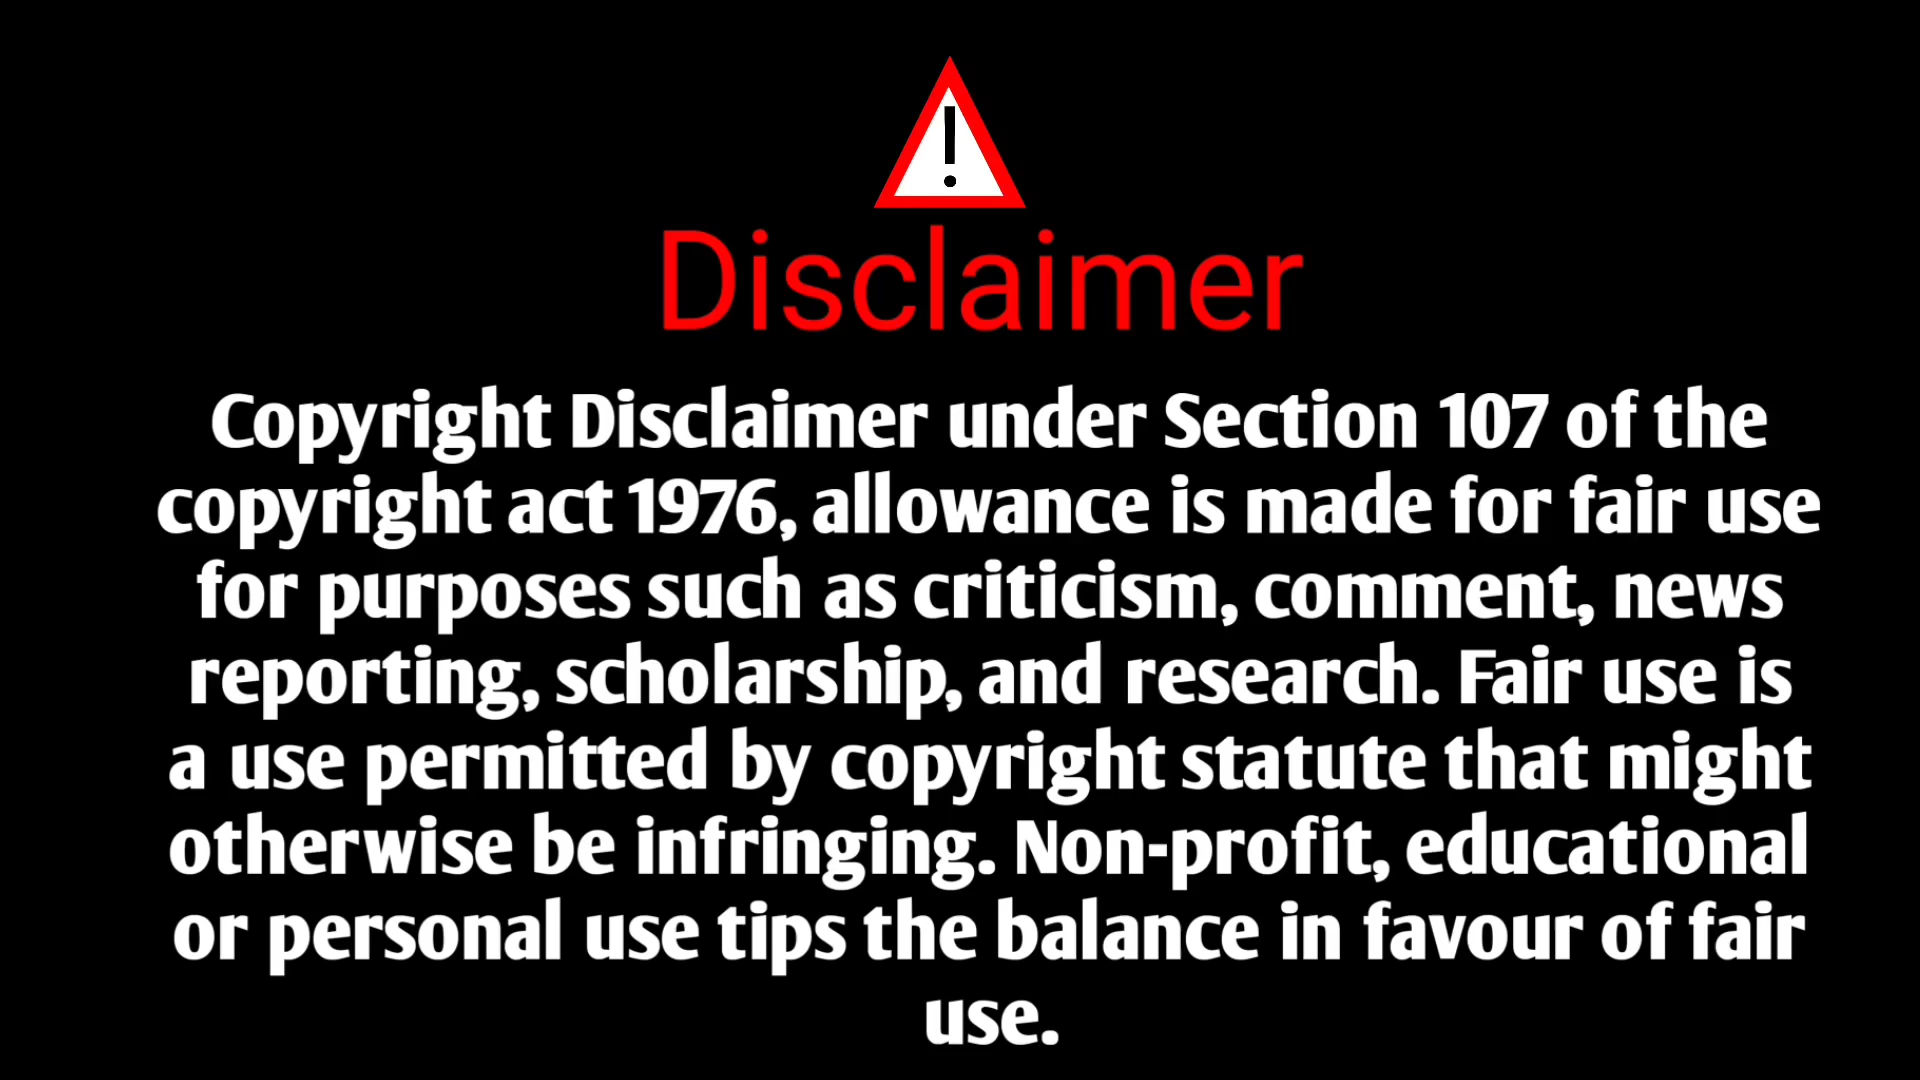 Disclaimer
Copyright Disclaimer under Section 107 of the
copyright act 1976, allowance is made for fair use
for purposes such as criticism, comment, news
reporting, scholarship, and research. Fair use is
a use permitted by copyright statute that might
otherwise be infringing. Non-profit, educational
or personal use tips the balance in favour of fair
use.